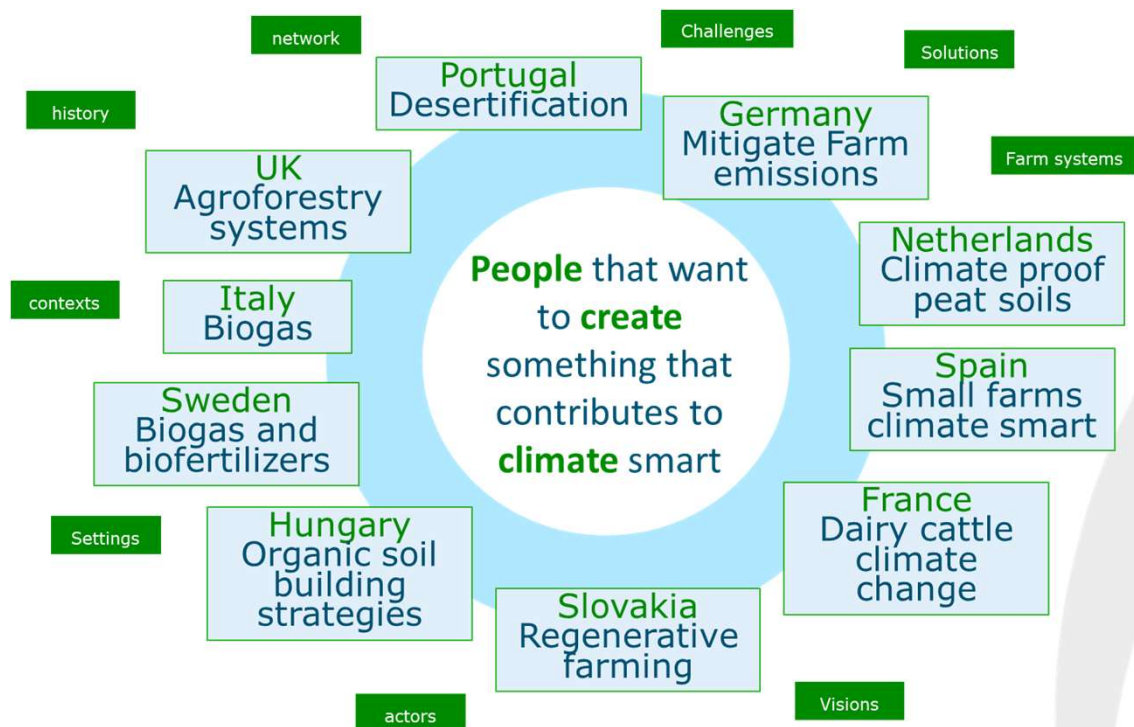 network
Challenges
Solutions
Portugal
Desertification
history
Germany
Mitigate Farm
emissions
UK
Agroforestry
systems
Farm systems
Netherlands
Climate proof
peat soils
People that want
to create
something that
contributes to
climate smart
contexts
Italy
Biogas
Spain
Small farms
climate smart
Sweden
Biogas and
biofertilizers
France
Dairy cattle
climate
change
Settings
Hungary
Organic soil
building
strategies
Slovakia
Regenerative
farming
actors
Visions